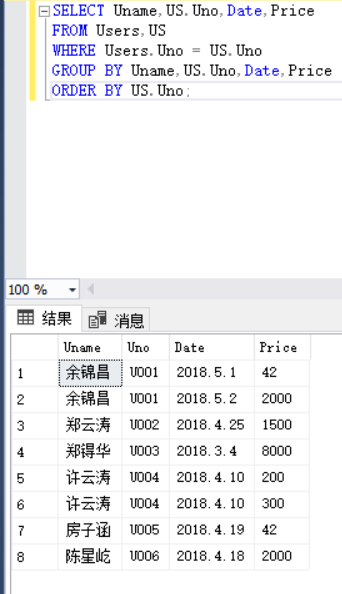 SELECT Uname,US.Uno,Date,Price
FROM Users,US
WHERE Users.Uno = US.Uno
GROUP BY Uname,US.Uno,Date,Price
ORDER BY US.Uno;
100 %
结果 消息
Uname Uno Date Price
1 余锦昌 U001 2018.5.1 42
2 余锦昌 U001 2018.5.2 2000
3 郑云涛 U002 2018.4.25 1500
4 郑得华 U003 2018.3.4 8000
5 许云涛 U004 2018.4.10 200
6 许云涛 U004 2018.4.10 300
7 房子涵 U005 2018.4.19 42
8 陈星屹 U006 2018.4.18 2000